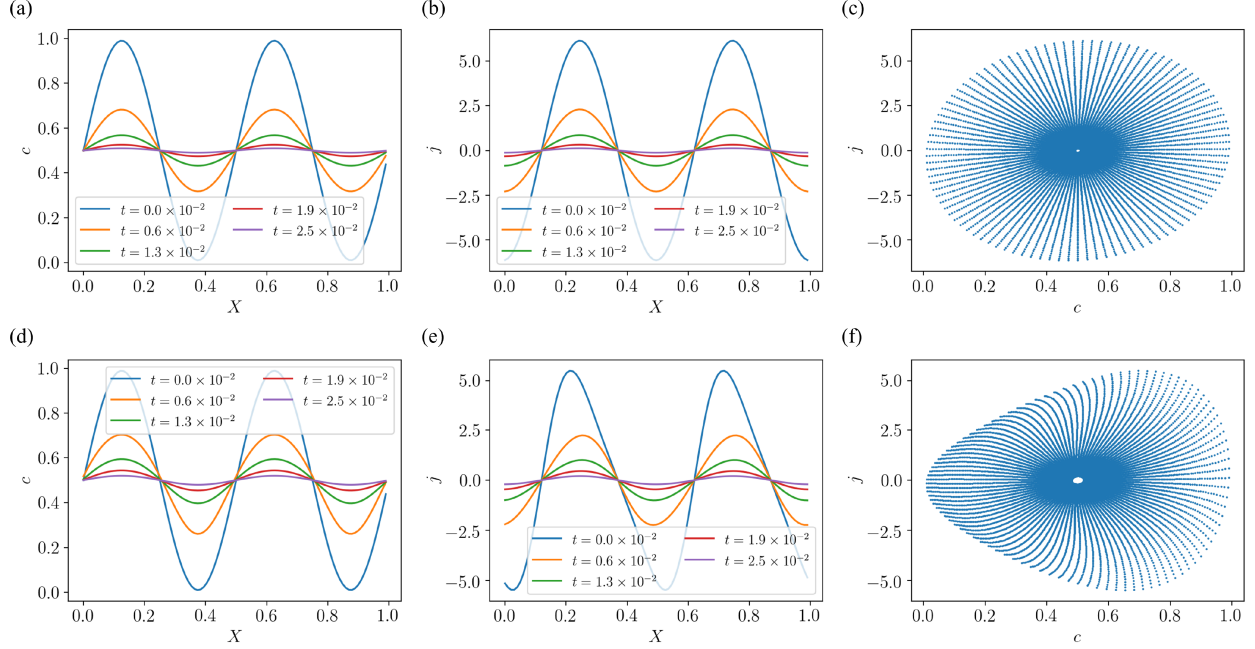 (a)
1.0
0.8
0.6
0.4
0.2
0.0
c
t = 0.0 × 10⁻²
t = 0.6 × 10⁻²
t = 1.3 × 10⁻²
t = 1.9 × 10⁻²
t = 2.5 × 10⁻²
0.0 0.2 0.4 0.6 0.8 1.0
X
(b)
5.0
2.5
0.0
−2.5
−5.0
j
t = 0.0 × 10⁻²
t = 0.6 × 10⁻²
t = 1.3 × 10⁻²
t = 1.9 × 10⁻²
t = 2.5 × 10⁻²
0.0 0.2 0.4 0.6 0.8 1.0
X
(c)
5.0
2.5
0.0
−2.5
−5.0
j
0.0 0.2 0.4 0.6 0.8 1.0
c
(d)
1.0
0.8
0.6
0.4
0.2
0.0
c
t = 0.0 × 10⁻²
t = 0.6 × 10⁻²
t = 1.3 × 10⁻²
t = 1.9 × 10⁻²
t = 2.5 × 10⁻²
0.0 0.2 0.4 0.6 0.8 1.0
X
(e)
5.0
2.5
0.0
−2.5
−5.0
j
t = 0.0 × 10⁻²
t = 0.6 × 10⁻²
t = 1.3 × 10⁻²
t = 1.9 × 10⁻²
t = 2.5 × 10⁻²
0.0 0.2 0.4 0.6 0.8 1.0
X
(f)
5.0
2.5
0.0
−2.5
−5.0
j
0.0 0.2 0.4 0.6 0.8 1.0
c